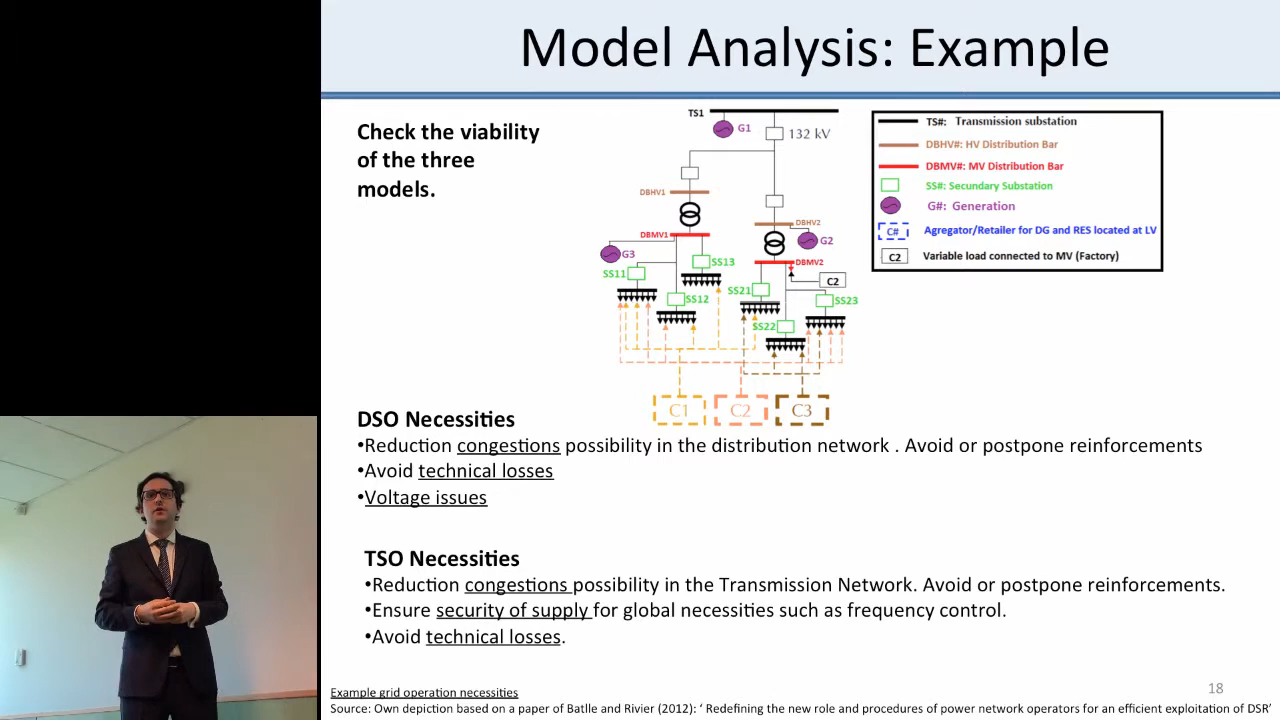 Model Analysis: Example
Check the viability
of the three
models.
TS1
G1
132 kV
DBHV1
DBHV2
DBMV1
G2
G3
SS13
DBMV2
SS11
C2
SS21
SS12
SS23
SS22
C1
C2
C3
TS#: Transmission substation
DBHV#: HV Distribution Bar
DBMV#: MV Distribution Bar
SS#: Secundary Substation
G#: Generation
C# Agregator/Retailer for DG and RES located at LV
C2 Variable load connected to MV (Factory)
DSO Necessities
•Reduction congestions possibility in the distribution network . Avoid or postpone reinforcements
•Avoid technical losses
•Voltage issues
TSO Necessities
•Reduction congestions possibility in the Transmission Network. Avoid or postpone reinforcements.
•Ensure security of supply for global necessities such as frequency control.
•Avoid technical losses.
18
Example grid operation necessities
Source: Own depiction based on a paper of Batlle and Rivier (2012): ‘ Redefining the new role and procedures of power network operators for an efficient exploitation of DSR’